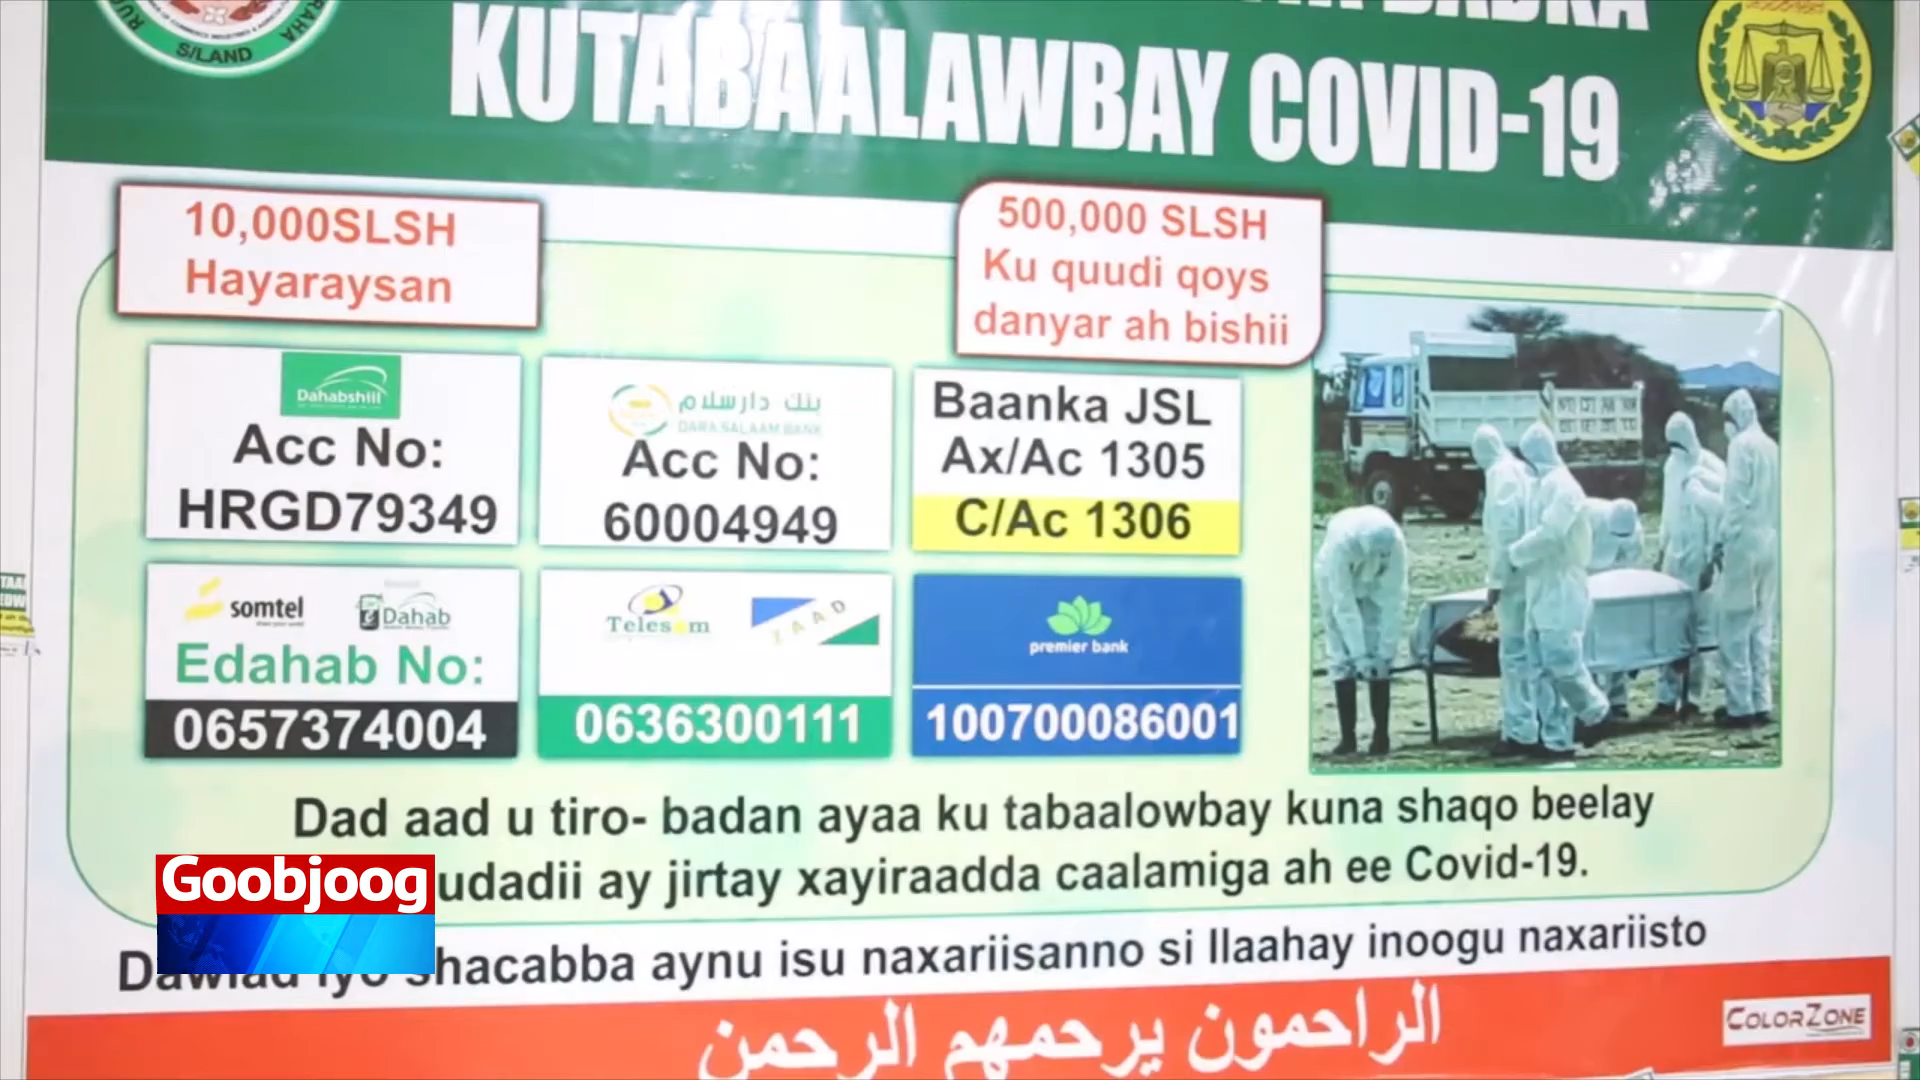 S/LAND
KUTABAALAWBAY COVID-19
10,000SLSH
Hayaraysan
500,000 SLSH
Ku quudi qoys
danyar ah bishii
Dahabshiil
Acc No:
HRGD79349
بنك دارسلام
DARA SALAAM BANK
Acc No:
60004949
Baanka JSL
Ax/Ac 1305
C/Ac 1306
somtel
eDahab
Edahab No:
0657374004
Telesom
ZAAD
0636300111
premier bank
100700086001
Dad aad u tiro- badan ayaa ku tabaalowbay kuna shaqo beelay
udadii ay jirtay xayiraadda caalamiga ah ee Covid-19.
Goobjoog
Dawlad iyo shacabba aynu isu naxariisanno si Ilaahay inoogu naxariisto
الراحمون يرحمهم الرحمن
COLORZONE